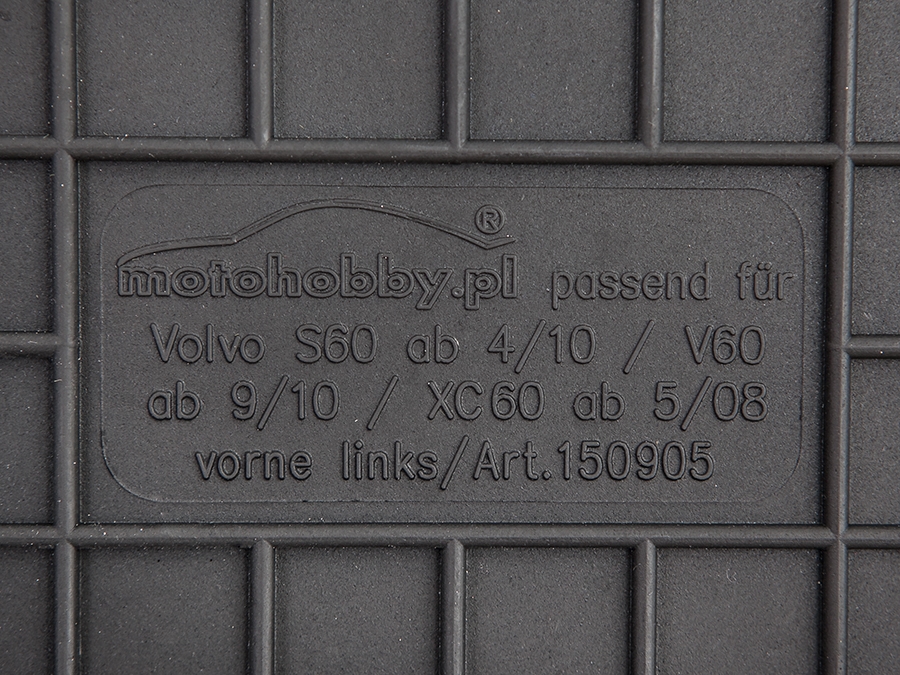 motohobby.pl ® passend für
Volvo S60 ab 4/10 / V60
ab 9/10 / XC60 ab 5/08
vorne links/Art.150905